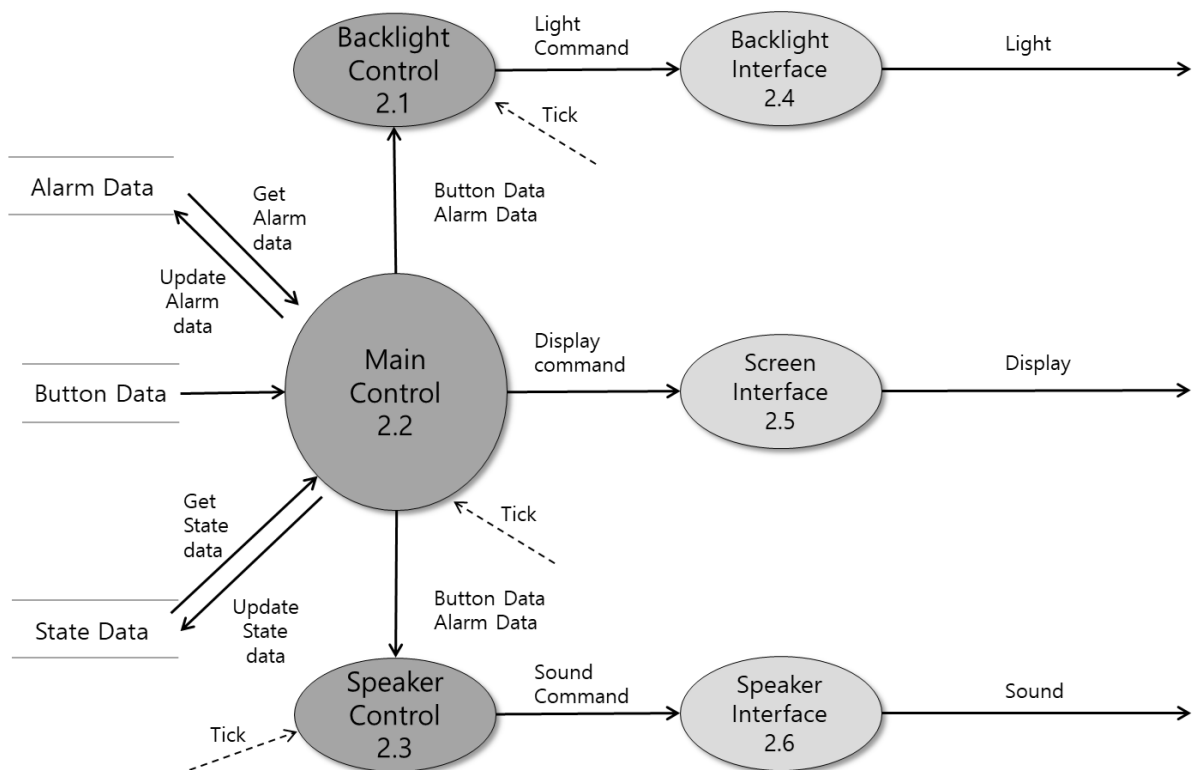 Backlight
Control
2.1
Light
Command
Backlight
Interface
2.4
Light
Tick
Alarm Data
Get
Alarm
data
Update
Alarm
data
Button Data
Alarm Data
Button Data
Main
Control
2.2
Display
command
Screen
Interface
2.5
Display
Get
State
data
Tick
State Data
Update
State
data
Button Data
Alarm Data
Speaker
Control
2.3
Sound
Command
Speaker
Interface
2.6
Sound
Tick